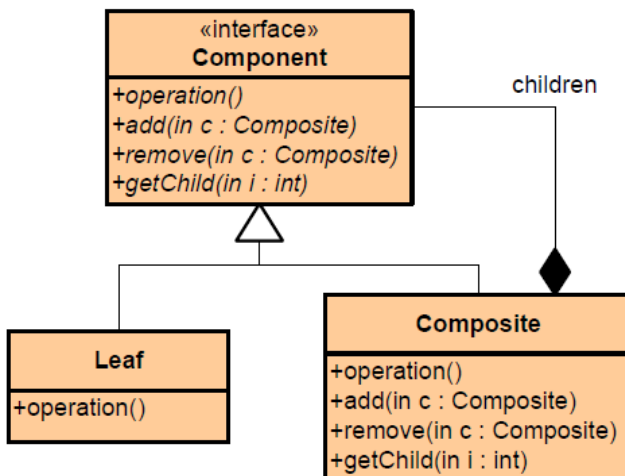 «interface»
Component
+operation()
+add(in c : Composite)
+remove(in c : Composite)
+getChild(in i : int)
children
Leaf
+operation()
Composite
+operation()
+add(in c : Composite)
+remove(in c : Composite)
+getChild(in i : int)